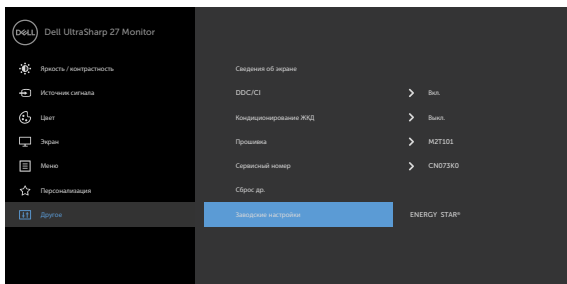 DELL Dell UltraSharp 27 Monitor
Яркость / контрастность
Источник сигнала
Цвет
Экран
Меню
Персонализация
Другое
Сведения об экране
DDC/CI Вкл.
Кондиционирование ЖКД Выкл.
Прошивка M2T101
Сервисный номер CN073K0
Сброс др.
Заводские настройки ENERGY STAR®